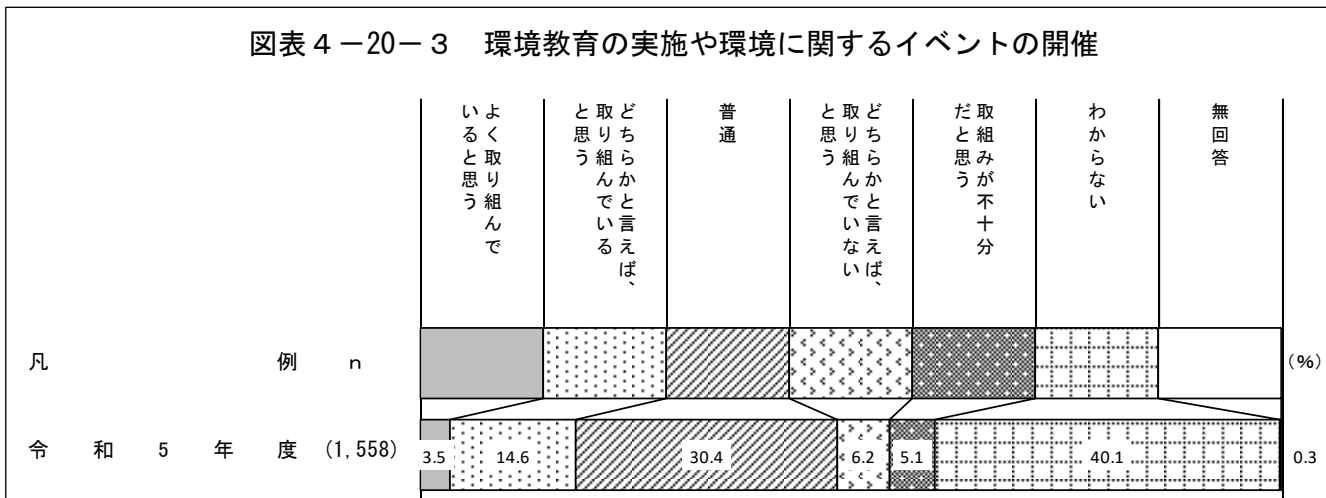 図表４－20－３　環境教育の実施や環境に関するイベントの開催
よく取り組んで
いると思う
どちらかと言えば、
取り組んでいる
と思う
普通
どちらかと言えば、
取り組んでいない
と思う
取組みが不十分
だと思う
わからない
無回答
凡例 n (%)
令和５年度 (1,558) 3.5 14.6 30.4 6.2 5.1 40.1 0.3